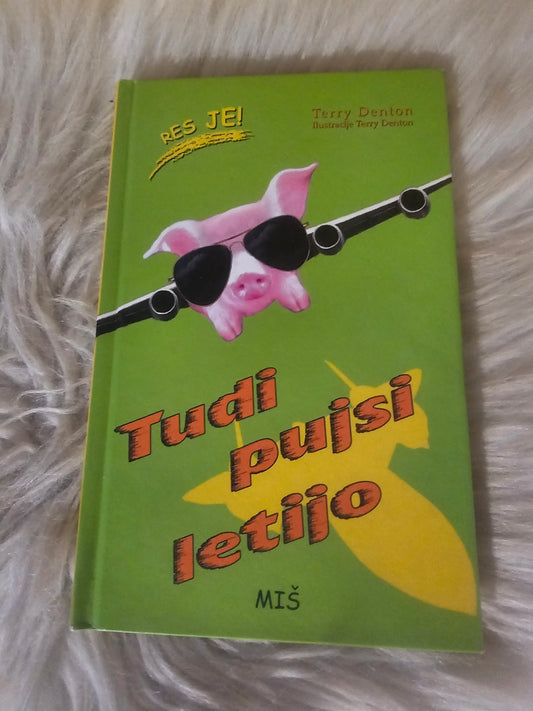 RES JE!
Terry Denton
Ilustracije Terry Denton
Tudi
pujsi
letijo
MIŠ